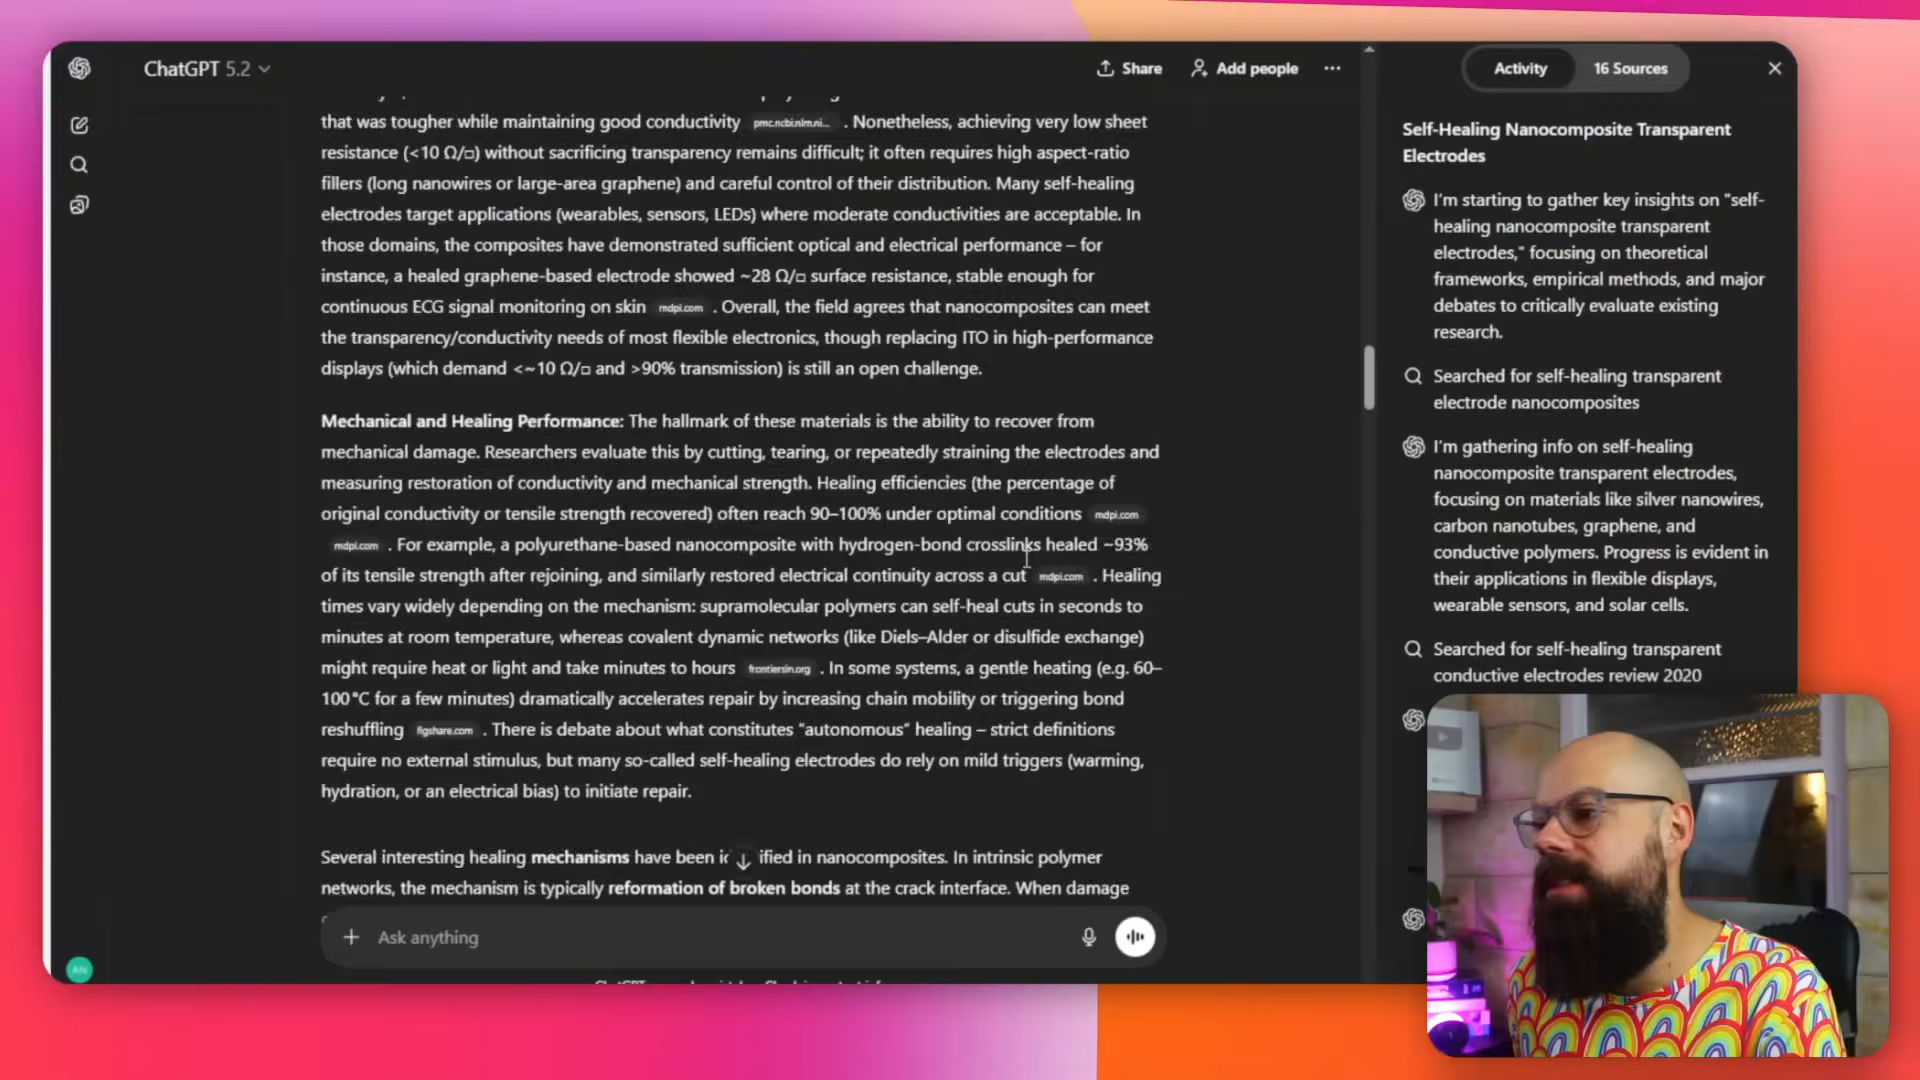 ChatGPT 5.2
Share
Add people
Activity
16 Sources
that was tougher while maintaining good conductivity pmc.ncbi.nlm.ni... . Nonetheless, achieving very low sheet
resistance (<10 Ω/□) without sacrificing transparency remains difficult; it often requires high aspect-ratio
fillers (long nanowires or large-area graphene) and careful control of their distribution. Many self-healing
electrodes target applications (wearables, sensors, LEDs) where moderate conductivities are acceptable. In
those domains, the composites have demonstrated sufficient optical and electrical performance – for
instance, a healed graphene-based electrode showed ~28 Ω/□ surface resistance, stable enough for
continuous ECG signal monitoring on skin mdpi.com . Overall, the field agrees that nanocomposites can meet
the transparency/conductivity needs of most flexible electronics, though replacing ITO in high-performance
displays (which demand <~10 Ω/□ and >90% transmission) is still an open challenge.
Mechanical and Healing Performance: The hallmark of these materials is the ability to recover from
mechanical damage. Researchers evaluate this by cutting, tearing, or repeatedly straining the electrodes and
measuring restoration of conductivity and mechanical strength. Healing efficiencies (the percentage of
original conductivity or tensile strength recovered) often reach 90–100% under optimal conditions mdpi.com
mdpi.com . For example, a polyurethane-based nanocomposite with hydrogen-bond crosslinks healed ~93%
of its tensile strength after rejoining, and similarly restored electrical continuity across a cut mdpi.com . Healing
times vary widely depending on the mechanism: supramolecular polymers can self-heal cuts in seconds to
minutes at room temperature, whereas covalent dynamic networks (like Diels–Alder or disulfide exchange)
might require heat or light and take minutes to hours frontiersin.org . In some systems, a gentle heating (e.g. 60–
100°C for a few minutes) dramatically accelerates repair by increasing chain mobility or triggering bond
reshuffling figshare.com . There is debate about what constitutes “autonomous” healing – strict definitions
require no external stimulus, but many so-called self-healing electrodes do rely on mild triggers (warming,
hydration, or an electrical bias) to initiate repair.
Several interesting healing mechanisms have been ified in nanocomposites. In intrinsic polymer
networks, the mechanism is typically reformation of broken bonds at the crack interface. When damage
Ask anything
Self-Healing Nanocomposite Transparent
Electrodes
I'm starting to gather key insights on "self-
healing nanocomposite transparent
electrodes," focusing on theoretical
frameworks, empirical methods, and major
debates to critically evaluate existing
research.
Searched for self-healing transparent
electrode nanocomposites
I'm gathering info on self-healing
nanocomposite transparent electrodes,
focusing on materials like silver nanowires,
carbon nanotubes, graphene, and
conductive polymers. Progress is evident in
their applications in flexible displays,
wearable sensors, and solar cells.
Searched for self-healing transparent
conductive electrodes review 2020